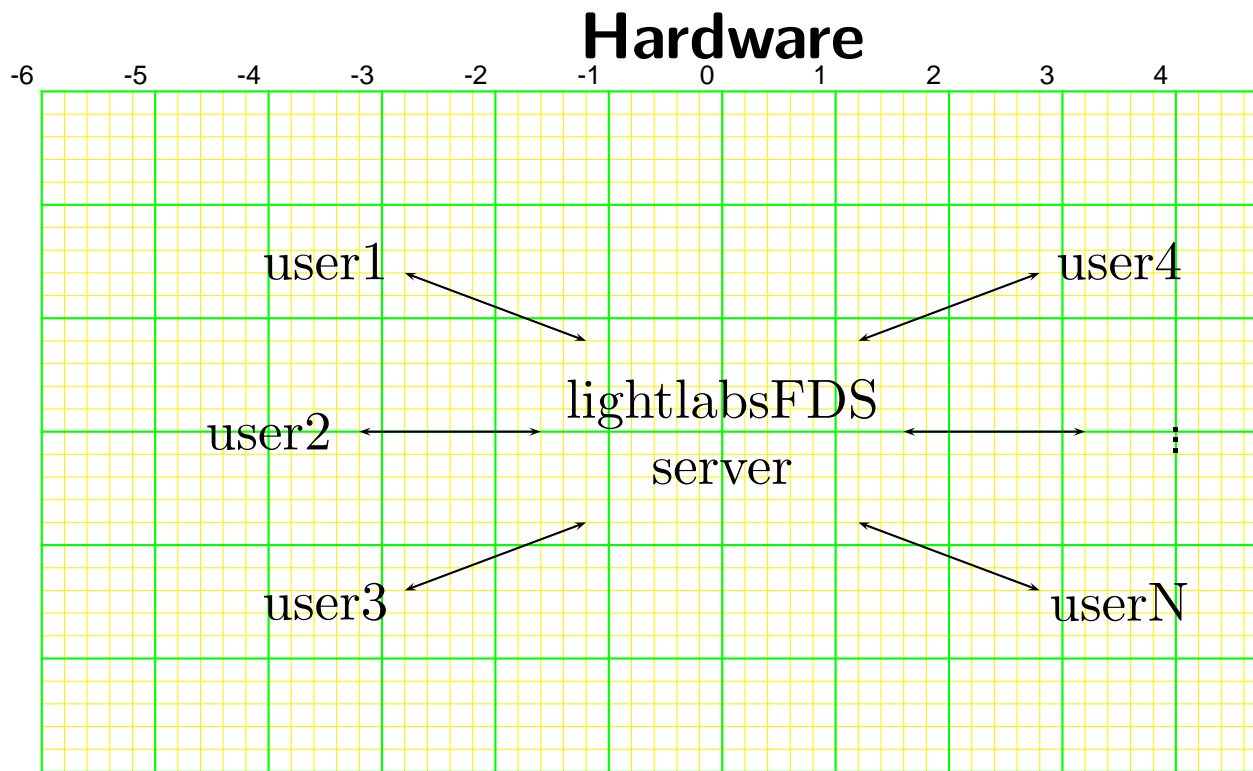 Hardware
-6 -5 -4 -3 -2 -1 0 1 2 3 4
user1 user4
lightlabsFDS
user2 ⋮
server
user3 userN